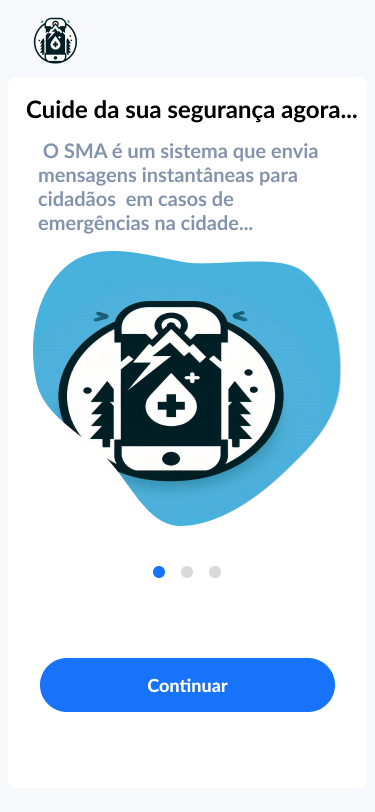 Cuide da sua segurança agora...
O SMA é um sistema que envia
mensagens instantâneas para
cidadãos  em casos de
emergências na cidade...
Continuar